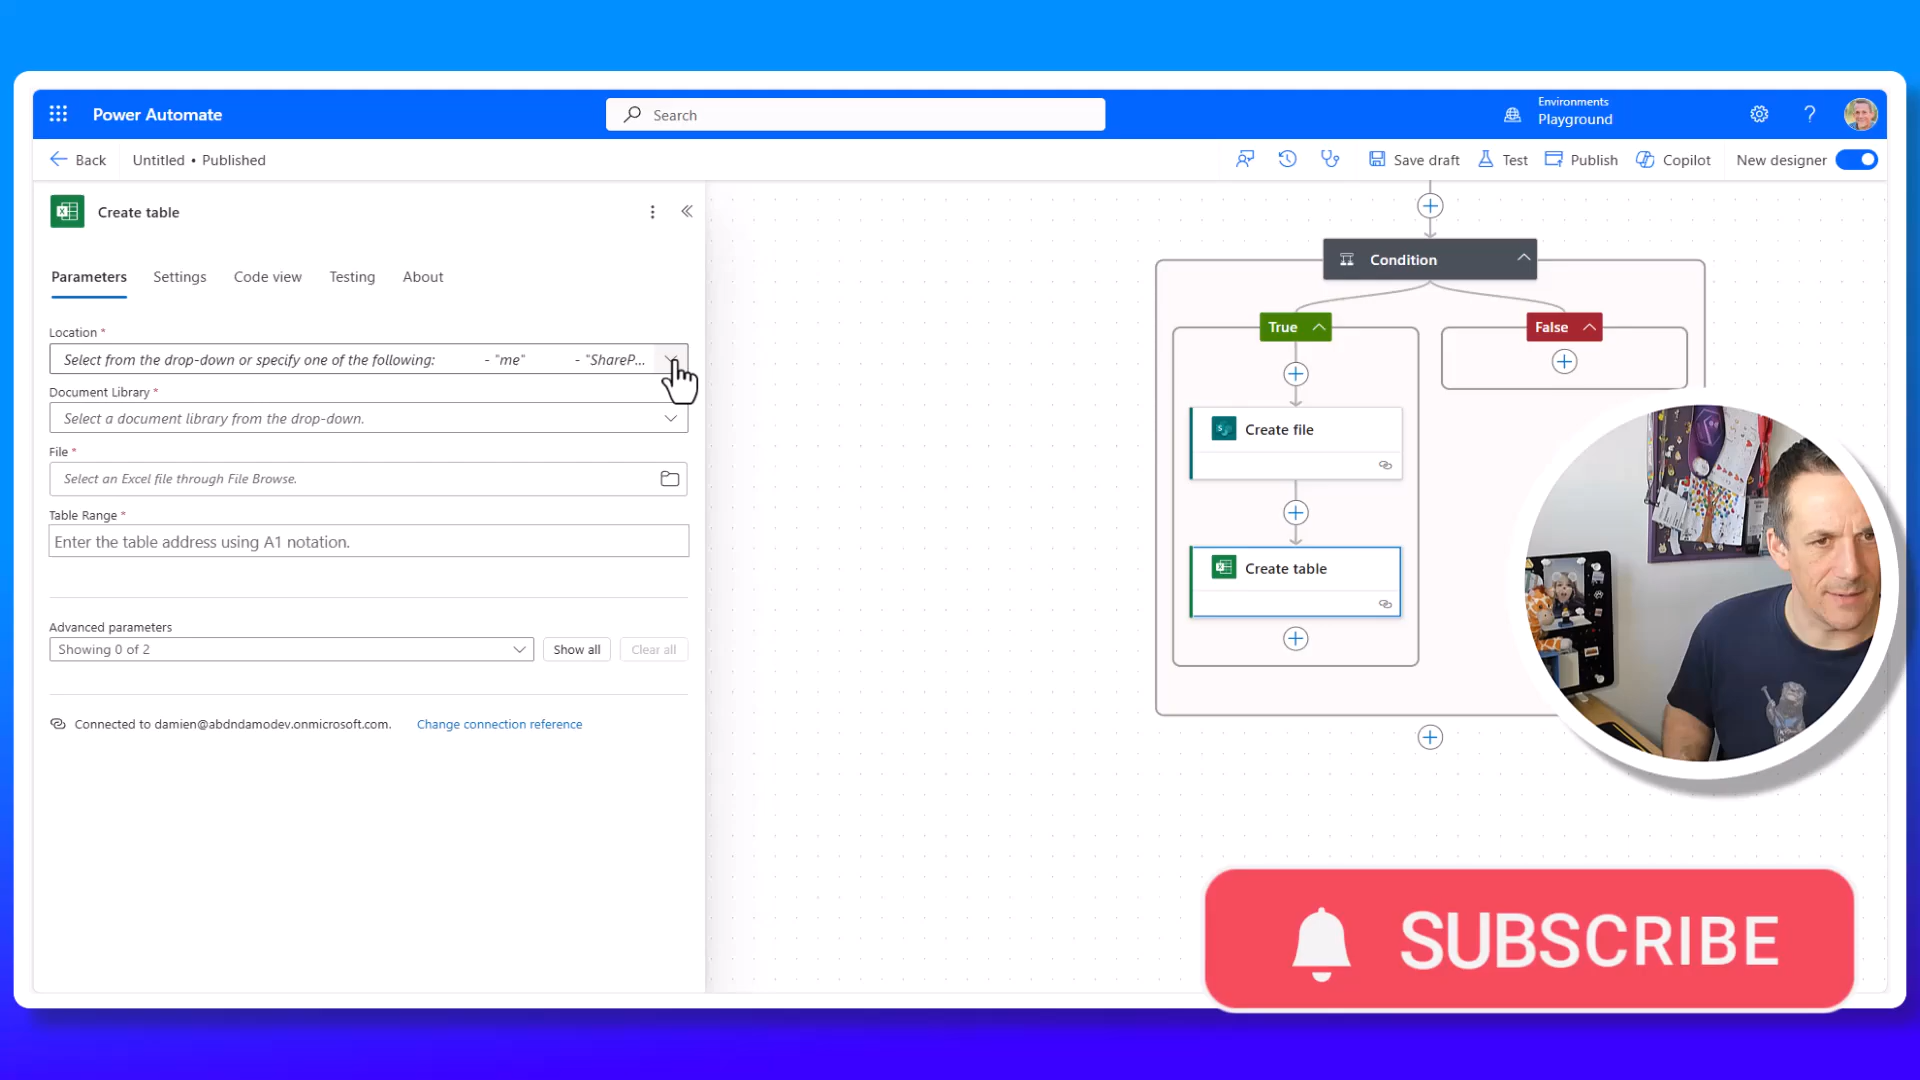 Power Automate
Search
Environments
Playground
Back
Untitled • Published
Save draft
Test
Publish
Copilot
New designer
Create table
Parameters
Settings
Code view
Testing
About
Location *
Select from the drop-down or specify one of the following: - "me" - "ShareP...
Document Library *
Select a document library from the drop-down.
File *
Select an Excel file through File Browse.
Table Range *
Enter the table address using A1 notation.
Advanced parameters
Showing 0 of 2
Show all
Clear all
Connected to damien@abdndamodev.onmicrosoft.com.
Change connection reference
Condition
True
False
Create file
Create table
SUBSCRIBE